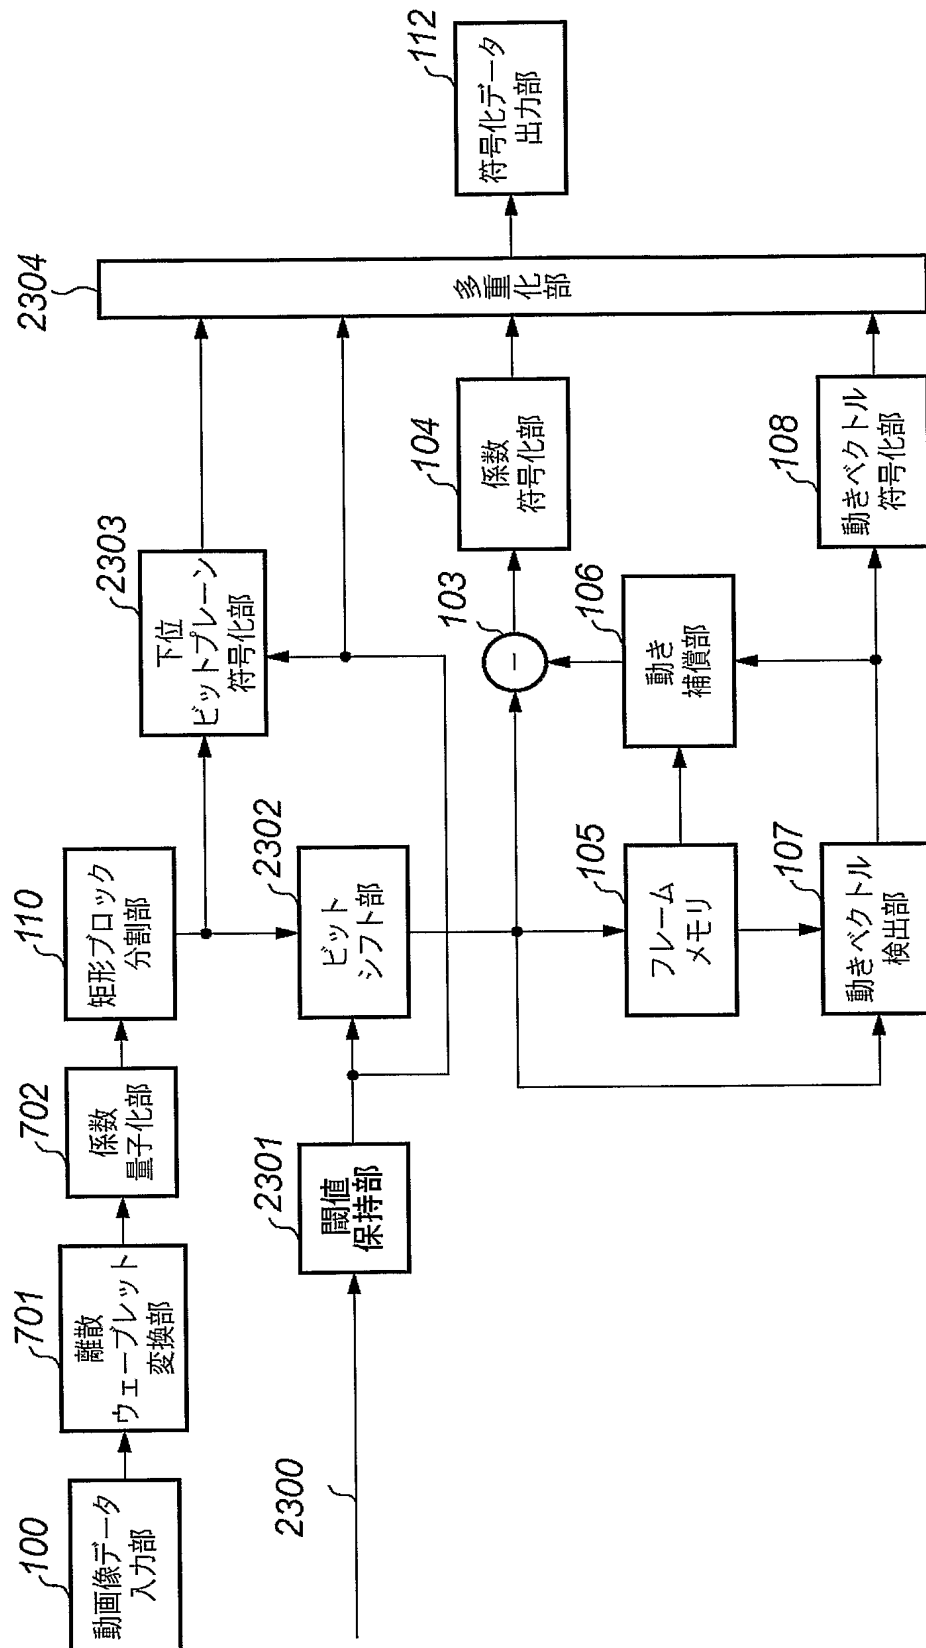 100
動画像データ
入力部
701
離散
ウェーブレット
変換部
702
係数
量子化部
110
矩形ブロック
分割部
2303
下位
ビットプレーン
符号化部
2304
多重化部
112
符号化データ
出力部
2300
2301
閾値
保持部
2302
ビット
シフト部
103
−
104
係数
符号化部
105
フレーム
メモリ
106
動き
補償部
107
動きベクトル
検出部
108
動きベクトル
符号化部